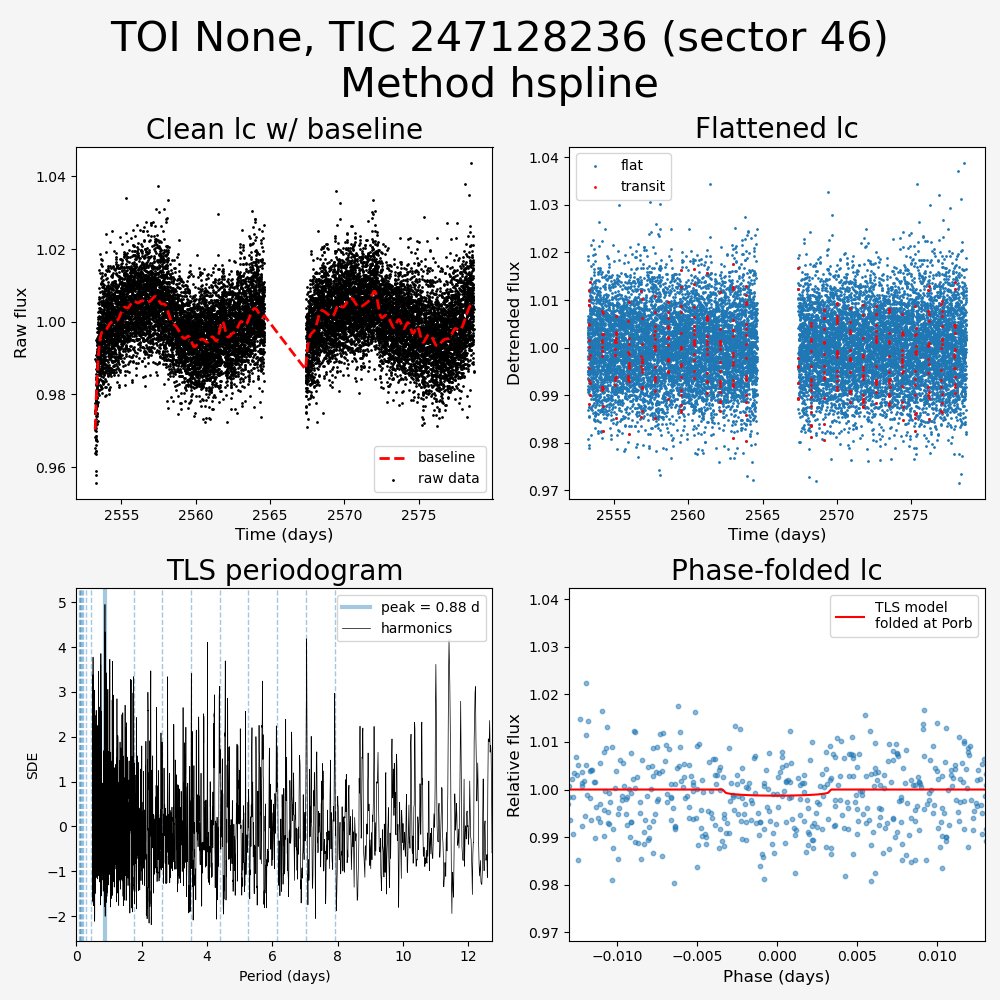 TOI None, TIC 247128236 (sector 46)
Method hspline
Clean lc w/ baseline
Raw flux
1.04
1.02
1.00
0.98
0.96
baseline
raw data
2555
2560
2565
2570
2575
Time (days)
Flattened lc
Detrended flux
1.04
1.03
1.02
1.01
1.00
0.99
0.98
0.97
flat
transit
2555
2560
2565
2570
2575
Time (days)
TLS periodogram
SDE
5
4
3
2
1
0
−1
−2
peak = 0.88 d
harmonics
0
2
4
6
8
10
12
Period (days)
Phase-folded lc
Relative flux
1.04
1.03
1.02
1.01
1.00
0.99
0.98
0.97
TLS model
folded at Porb
−0.010
−0.005
0.000
0.005
0.010
Phase (days)